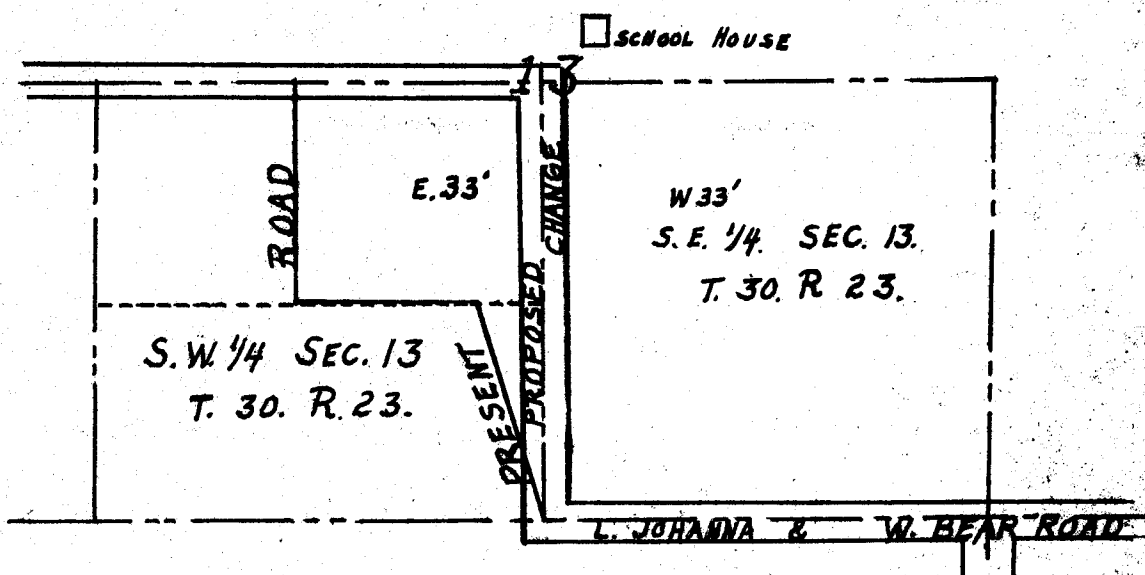 SCHOOL HOUSE
13
ROAD
E. 33'
CHANGE
W 33'
S. E. 1/4. SEC. 13.
T. 30. R 23.
PROPOSED
S. W. 1/4 SEC. 13
T. 30. R. 23.
PRESENT
L. JOHANNA & W. BEAR ROAD